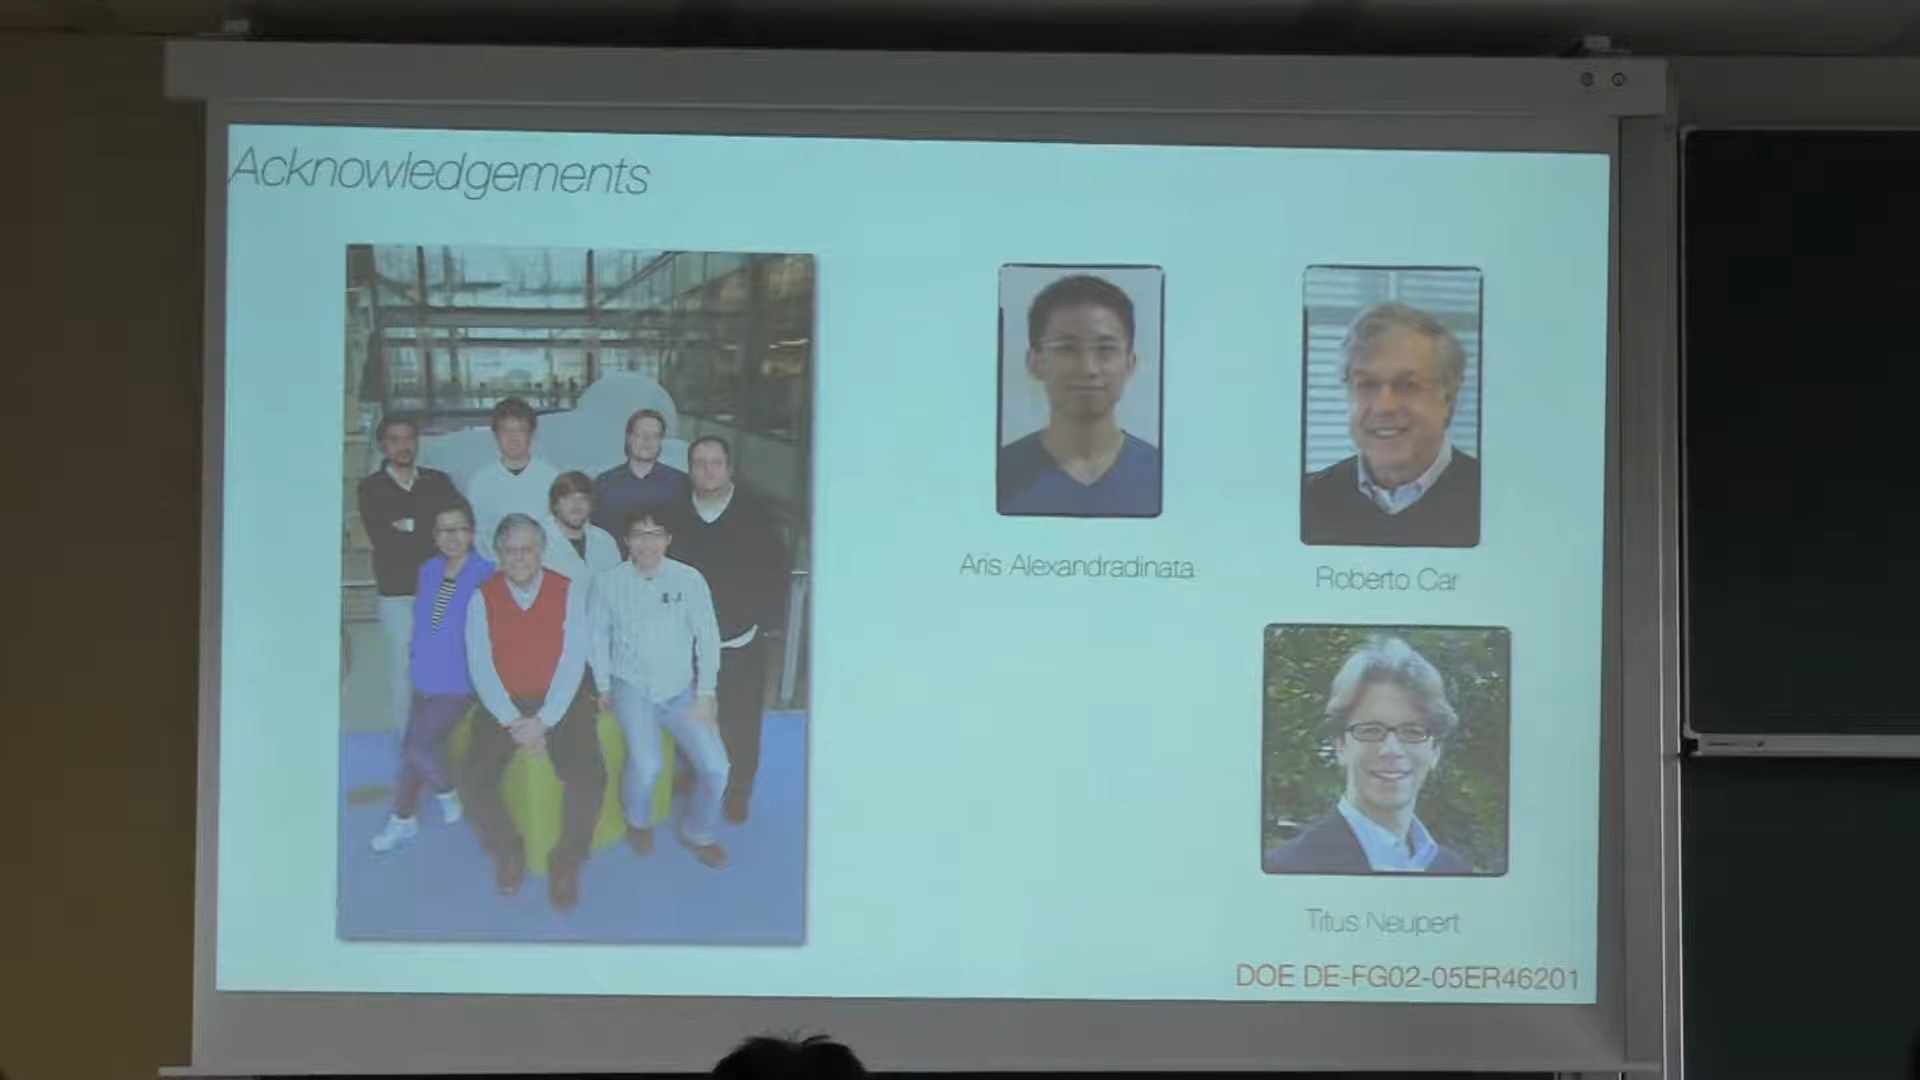 Acknowledgements
Aris Alexandradinata
Roberto Car
Titus Neupert
DOE DE-FG02-05ER46201